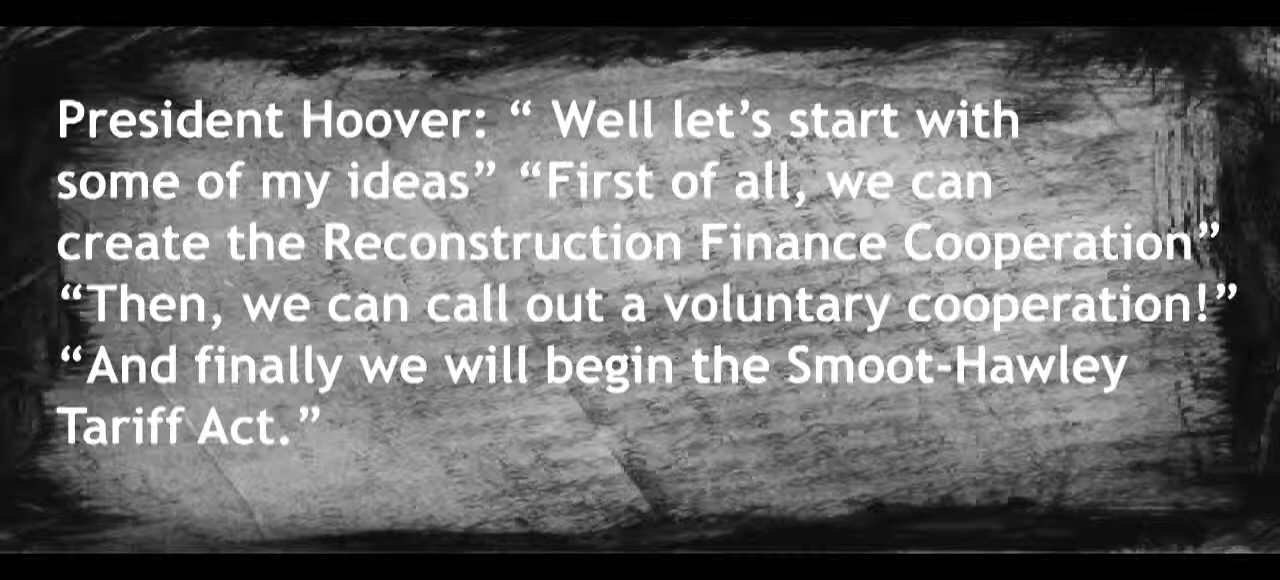 President Hoover: “ Well let’s start with
some of my ideas” “First of all, we can
create the Reconstruction Finance Cooperation”
“Then, we can call out a voluntary cooperation!”
“And finally we will begin the Smoot-Hawley
Tariff Act.”